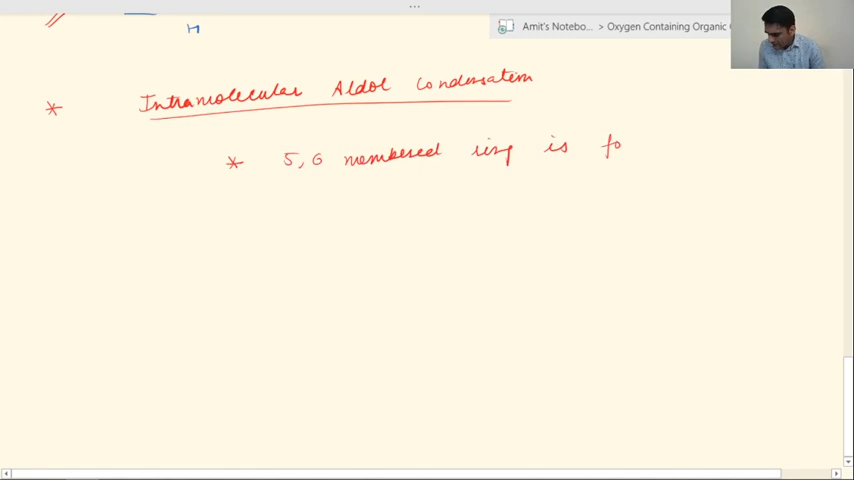 H
Amit's Notebo... > Oxygen Containing Organic
* Intramolecular Aldol Condensation
* 5,6 membered ring is fo